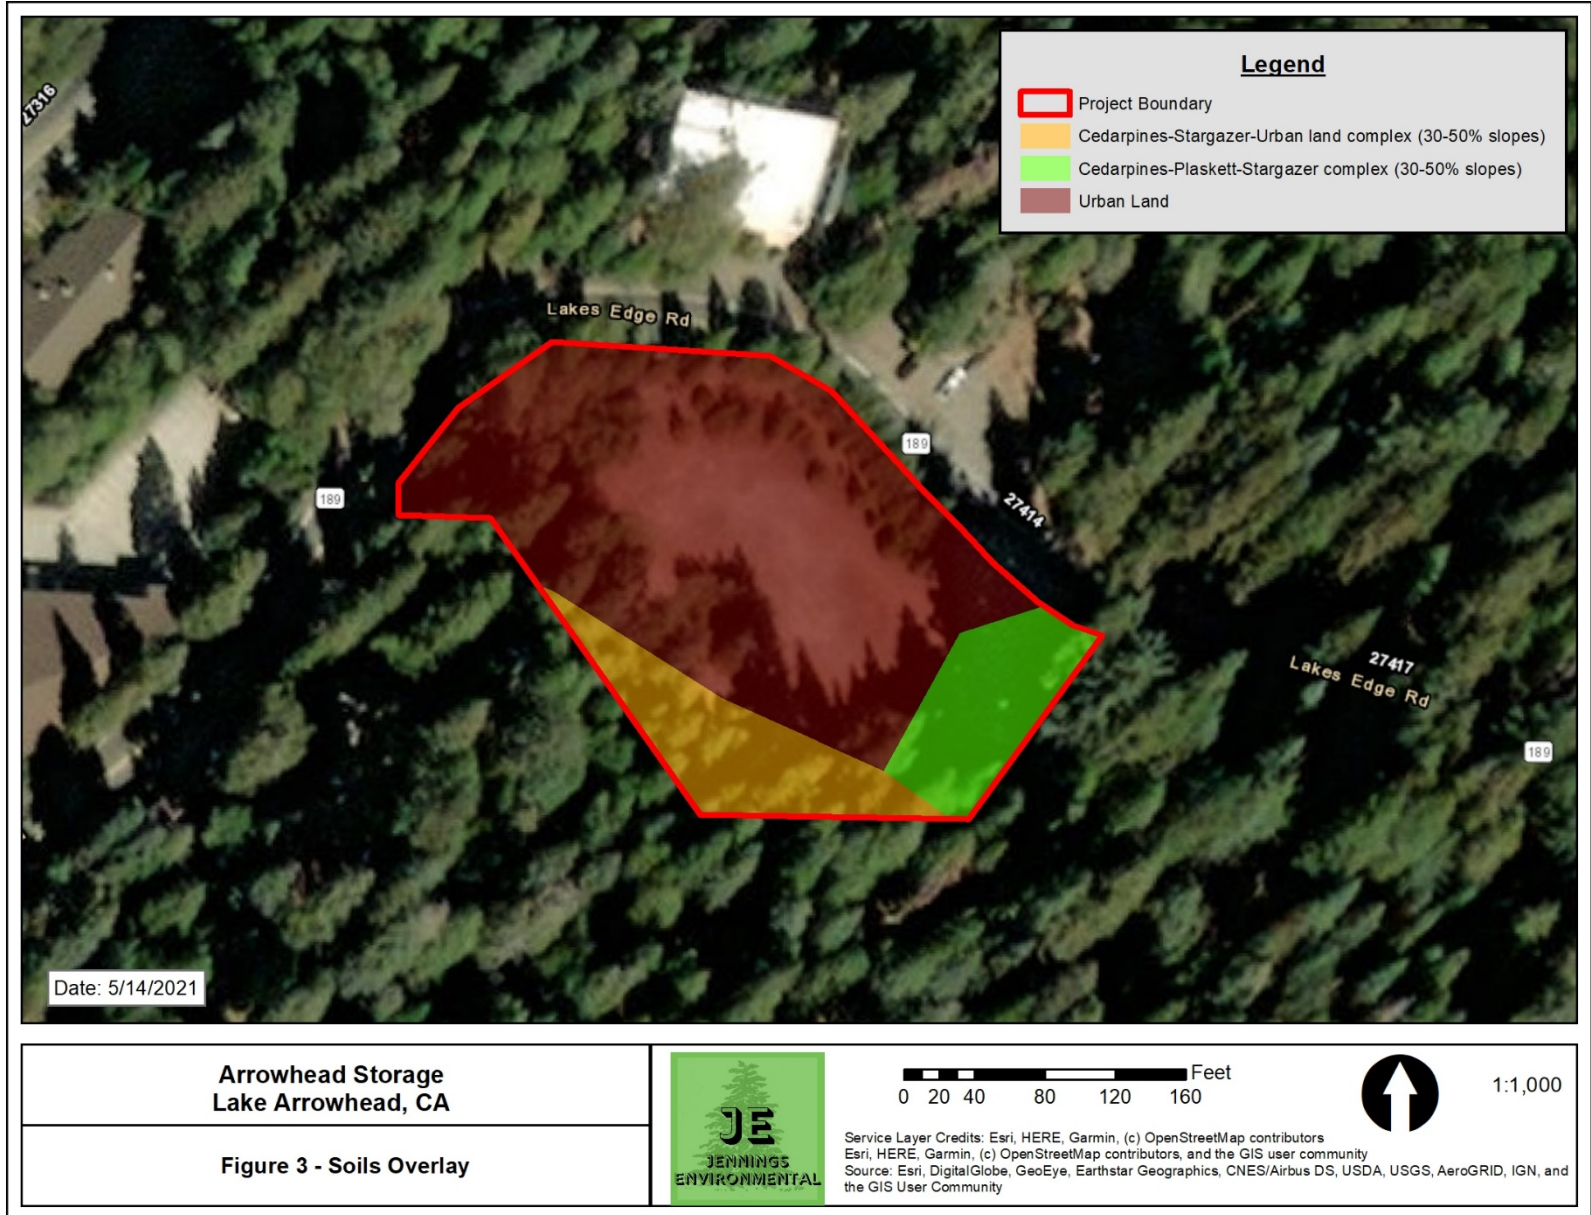 Legend
Project Boundary
Cedarpines-Stargazer-Urban land complex (30-50% slopes)
Cedarpines-Plaskett-Stargazer complex (30-50% slopes)
Urban Land
27316
Lakes Edge Rd
189
189
27414
27417
Lakes Edge Rd
189
Date: 5/14/2021
Arrowhead Storage
Lake Arrowhead, CA
Figure 3 - Soils Overlay
JE
JENNINGS
ENVIRONMENTAL
Feet
0 20 40 80 120 160
1:1,000
Service Layer Credits: Esri, HERE, Garmin, (c) OpenStreetMap contributors
Esri, HERE, Garmin, (c) OpenStreetMap contributors, and the GIS user community
Source: Esri, DigitalGlobe, GeoEye, Earthstar Geographics, CNES/Airbus DS, USDA, USGS, AeroGRID, IGN, and
the GIS User Community